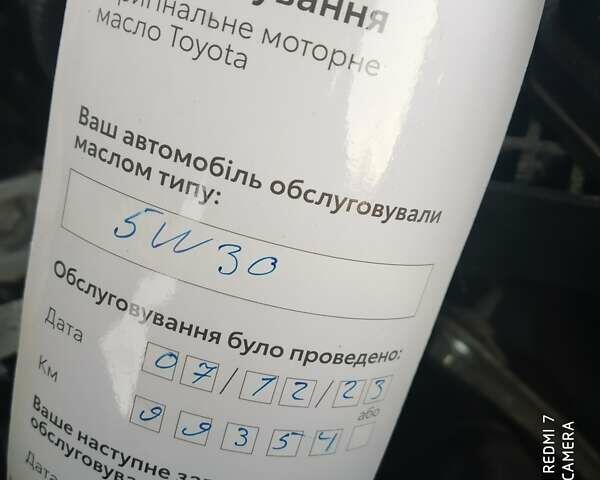 оригінальне моторне
масло Toyota
Ваш автомобіль обслуговували
маслом типу:
5W30
Обслуговування було проведено:
Дата 07/12/23
або
Км 99354
Ваше наступне
Дата
REDMI 7
CAMERA